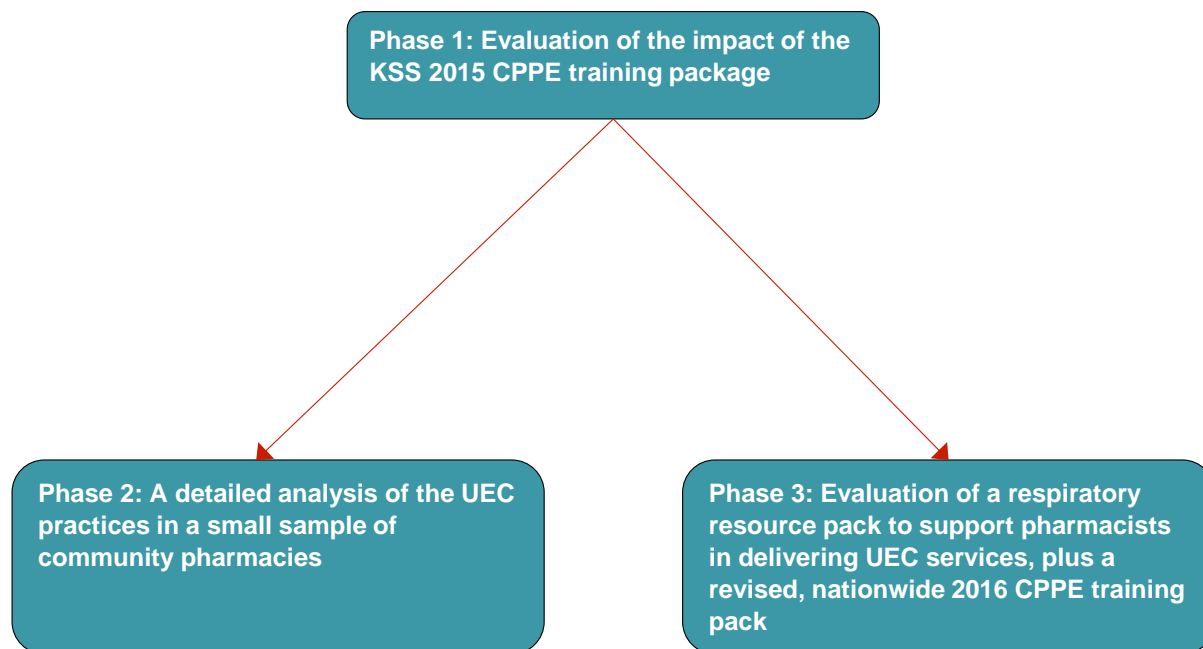 Phase 1: Evaluation of the impact of the
KSS 2015 CPPE training package
Phase 2: A detailed analysis of the UEC
practices in a small sample of
community pharmacies
Phase 3: Evaluation of a respiratory
resource pack to support pharmacists
in delivering UEC services, plus a
revised, nationwide 2016 CPPE training
pack